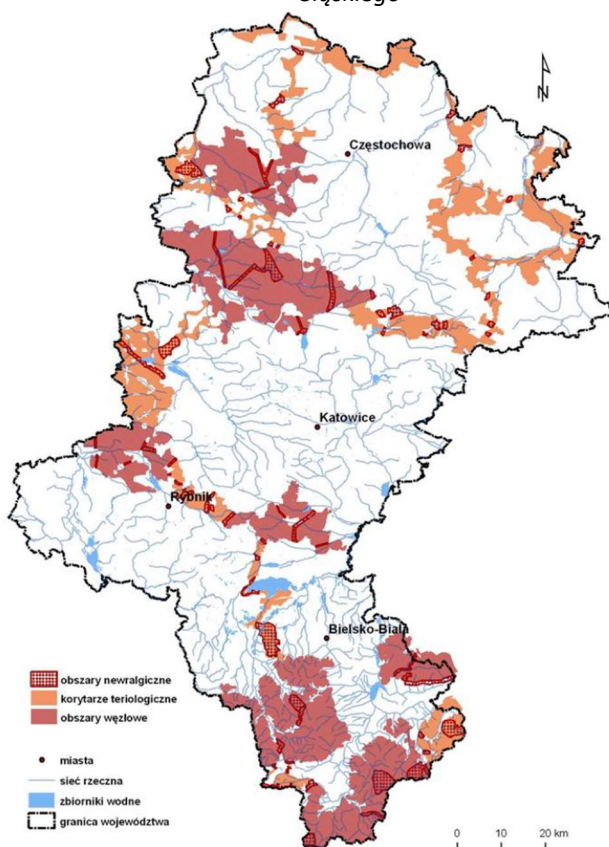 Śląskiego
N
Częstochowa
Katowice
Rybnik
Bielsko-Biała
obszary newralgiczne
korytarze teriologiczne
obszary węzłowe
miasta
sieć rzeczna
zbiorniki wodne
granica województwa
0 10 20 km